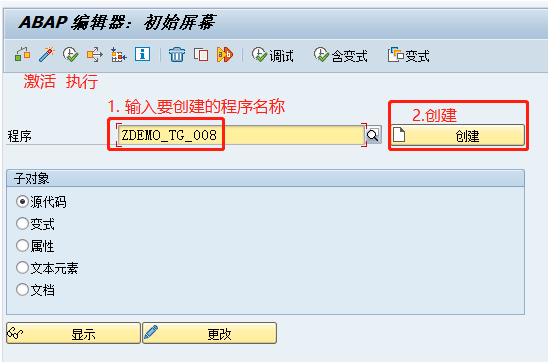 ABAP 编辑器: 初始屏幕
调试 含变式 变式
激活 执行
1. 输入要创建的程序名称
2.创建
程序 ZDEMO_TG_008 创建
子对象
源代码
变式
属性
文本元素
文档
显示 更改